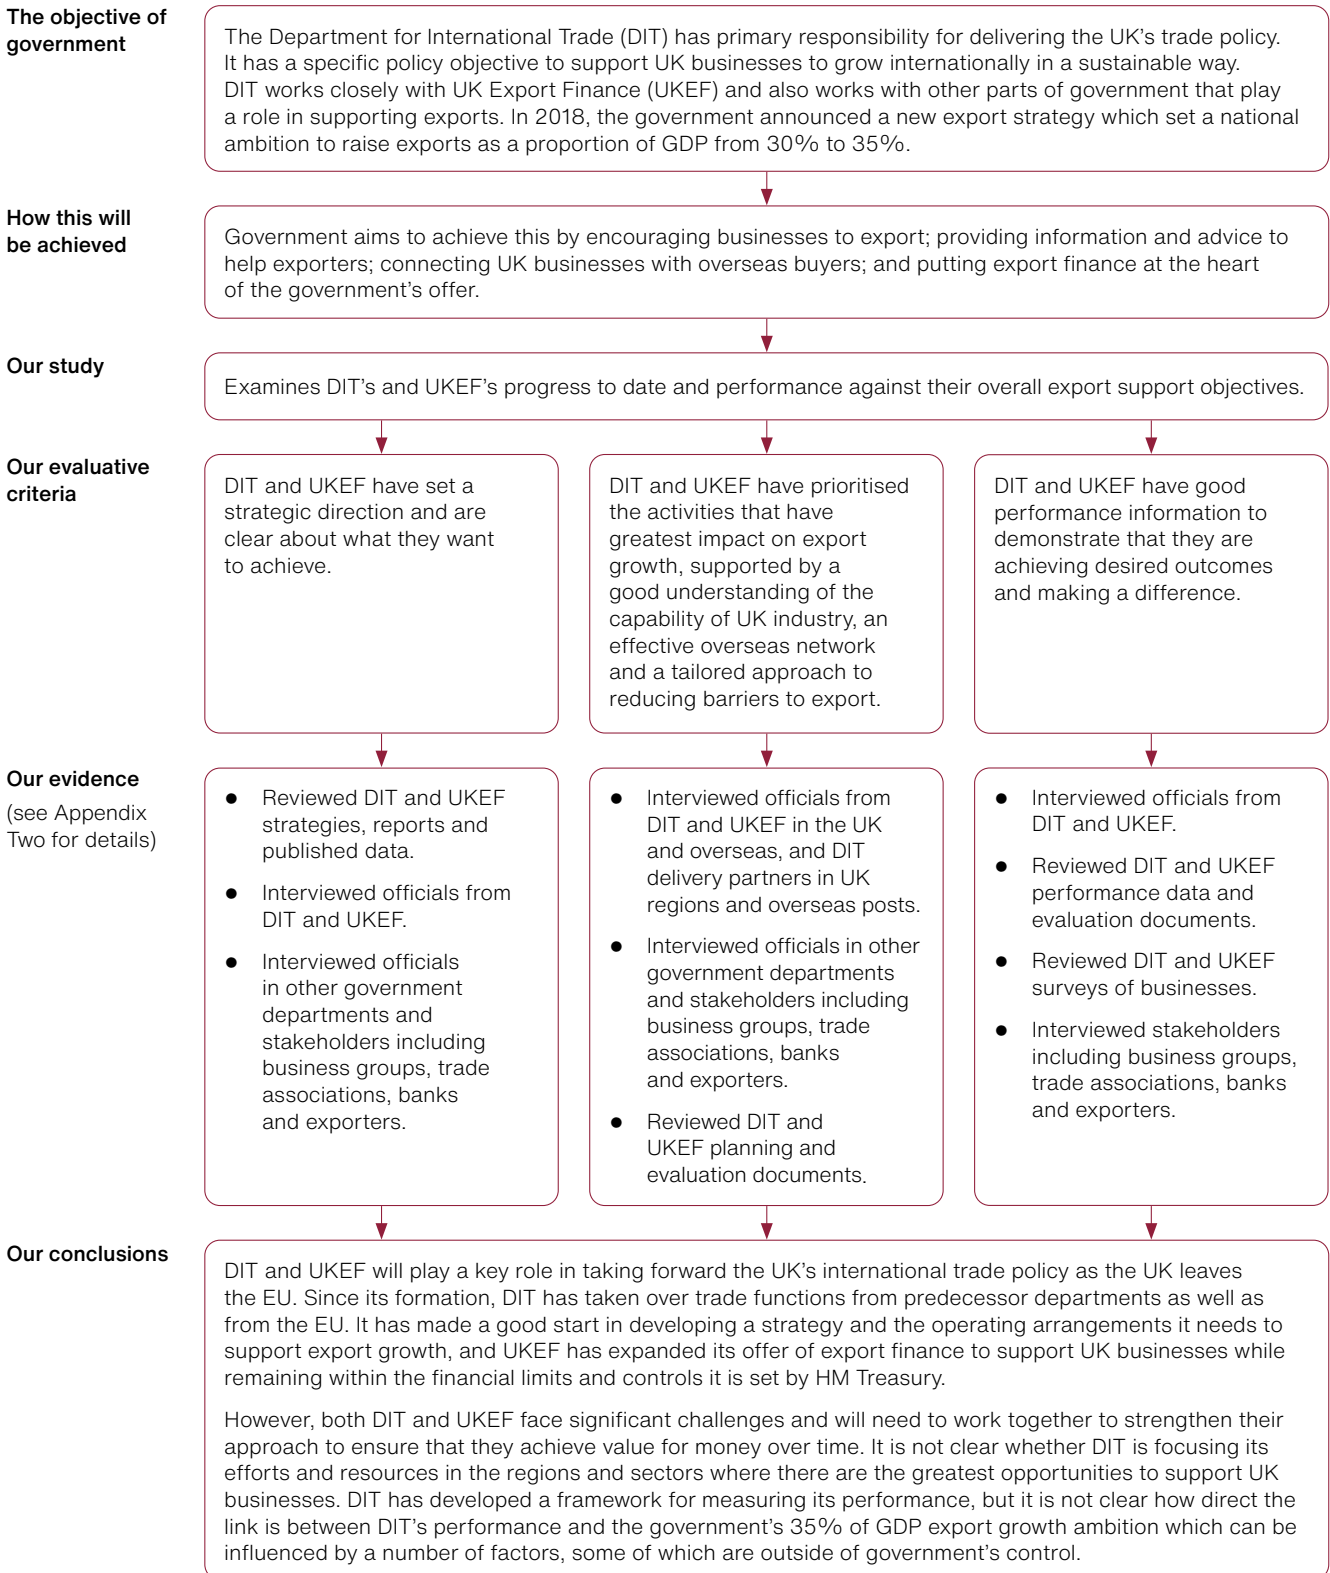 The objective of
government
The Department for International Trade (DIT) has primary responsibility for delivering the UK's trade policy.
It has a specific policy objective to support UK businesses to grow internationally in a sustainable way.
DIT works closely with UK Export Finance (UKEF) and also works with other parts of government that play
a role in supporting exports. In 2018, the government announced a new export strategy which set a national
ambition to raise exports as a proportion of GDP from 30% to 35%.
How this will
be achieved
Government aims to achieve this by encouraging businesses to export; providing information and advice to
help exporters; connecting UK businesses with overseas buyers; and putting export finance at the heart
of the government's offer.
Our study
Examines DIT's and UKEF's progress to date and performance against their overall export support objectives.
Our evaluative
criteria
DIT and UKEF have set a
strategic direction and are
clear about what they want
to achieve.
DIT and UKEF have prioritised
the activities that have
greatest impact on export
growth, supported by a
good understanding of the
capability of UK industry, an
effective overseas network
and a tailored approach to
reducing barriers to export.
DIT and UKEF have good
performance information to
demonstrate that they are
achieving desired outcomes
and making a difference.
Our evidence
(see Appendix
Two for details)
● Reviewed DIT and UKEF
strategies, reports and
published data.
● Interviewed officials from
DIT and UKEF.
● Interviewed officials
in other government
departments and
stakeholders including
business groups, trade
associations, banks
and exporters.
● Interviewed officials from
DIT and UKEF in the UK
and overseas, and DIT
delivery partners in UK
regions and overseas posts.
● Interviewed officials in other
government departments
and stakeholders including
business groups, trade
associations, banks
and exporters.
● Reviewed DIT and
UKEF planning and
evaluation documents.
● Interviewed officials from
DIT and UKEF.
● Reviewed DIT and UKEF
performance data and
evaluation documents.
● Reviewed DIT and UKEF
surveys of businesses.
● Interviewed stakeholders
including business groups,
trade associations, banks
and exporters.
Our conclusions
DIT and UKEF will play a key role in taking forward the UK's international trade policy as the UK leaves
the EU. Since its formation, DIT has taken over trade functions from predecessor departments as well as
from the EU. It has made a good start in developing a strategy and the operating arrangements it needs to
support export growth, and UKEF has expanded its offer of export finance to support UK businesses while
remaining within the financial limits and controls it is set by HM Treasury.
However, both DIT and UKEF face significant challenges and will need to work together to strengthen their
approach to ensure that they achieve value for money over time. It is not clear whether DIT is focusing its
efforts and resources in the regions and sectors where there are the greatest opportunities to support UK
businesses. DIT has developed a framework for measuring its performance, but it is not clear how direct the
link is between DIT's performance and the government's 35% of GDP export growth ambition which can be
influenced by a number of factors, some of which are outside of government's control.